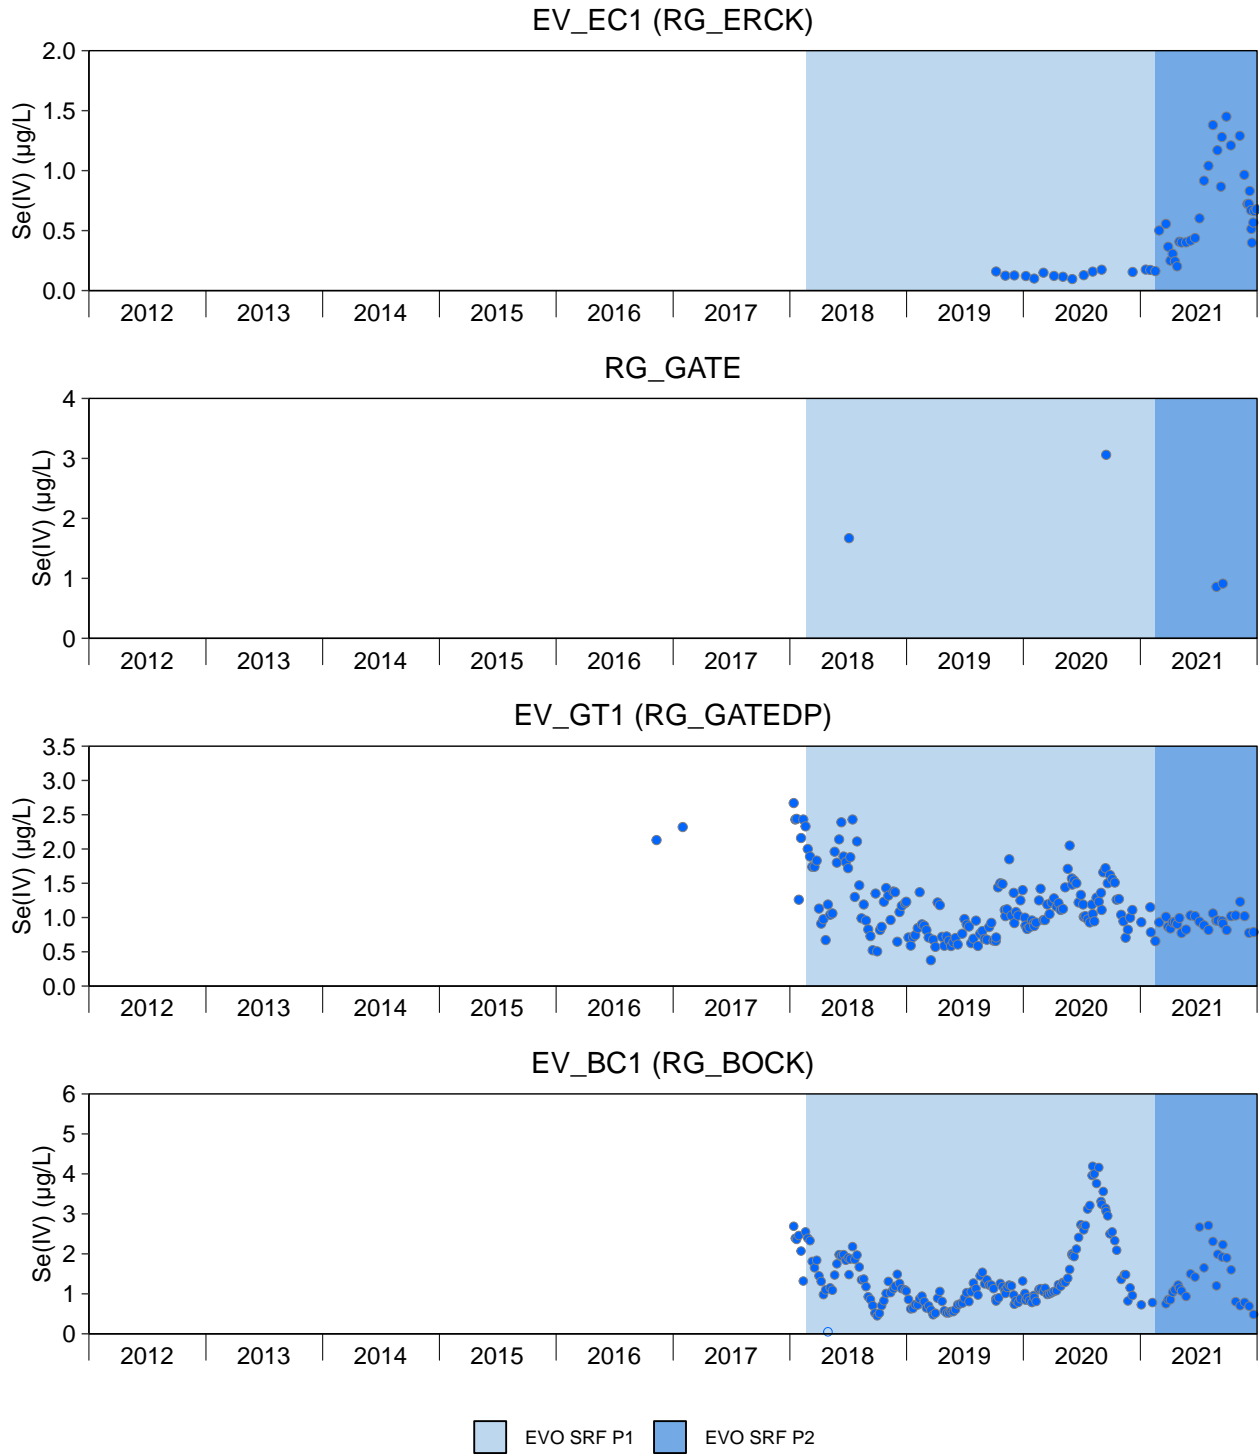 EV_EC1 (RG_ERCK)
2.0
1.5
1.0
0.5
0.0
Se(IV) (µg/L)
2012 2013 2014 2015 2016 2017 2018 2019 2020 2021
RG_GATE
4
3
2
1
0
Se(IV) (µg/L)
2012 2013 2014 2015 2016 2017 2018 2019 2020 2021
EV_GT1 (RG_GATEDP)
3.5
3.0
2.5
2.0
1.5
1.0
0.5
0.0
Se(IV) (µg/L)
2012 2013 2014 2015 2016 2017 2018 2019 2020 2021
EV_BC1 (RG_BOCK)
6
5
4
3
2
1
0
Se(IV) (µg/L)
2012 2013 2014 2015 2016 2017 2018 2019 2020 2021
EVO SRF P1 EVO SRF P2